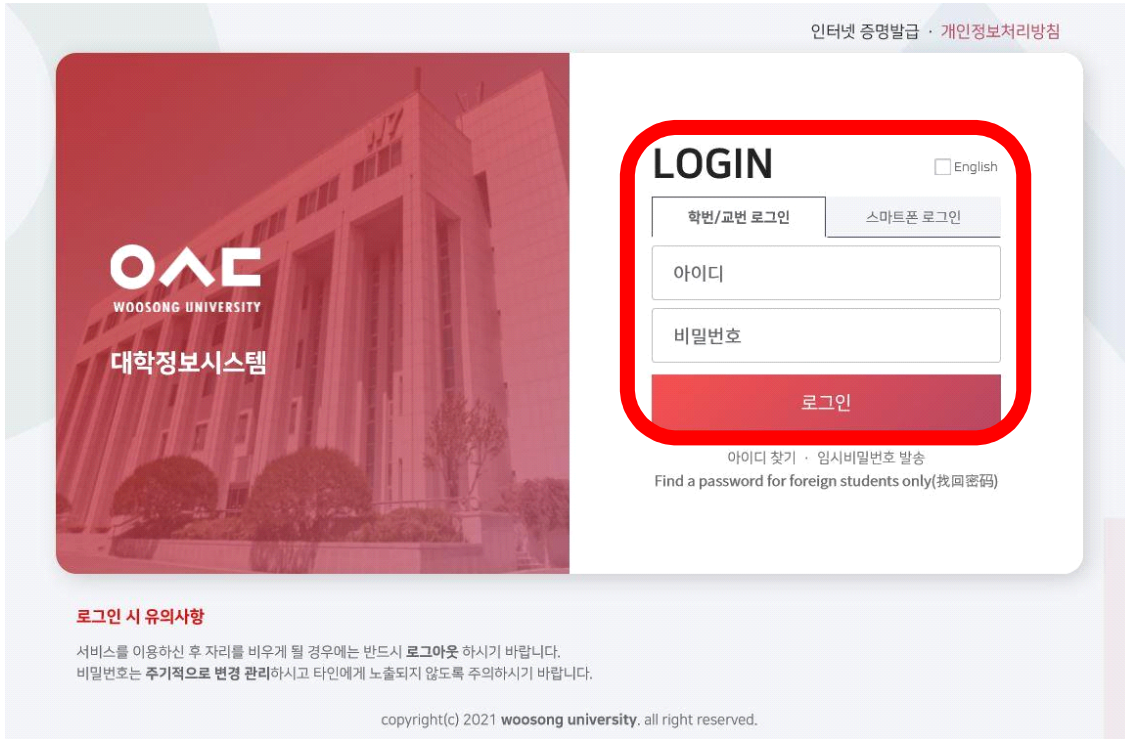 인터넷 증명발급 · 개인정보처리방침
W7
LOGIN
English
학번/교번 로그인
스마트폰 로그인
아이디
비밀번호
로그인
아이디 찾기 · 임시비밀번호 발송
Find a password for foreign students only(找回密码)
WOOSONG UNIVERSITY
대학정보시스템
로그인 시 유의사항
서비스를 이용하신 후 자리를 비우게 될 경우에는 반드시 로그아웃 하시기 바랍니다.
비밀번호는 주기적으로 변경 관리하시고 타인에게 노출되지 않도록 주의하시기 바랍니다.
copyright(c) 2021 woosong university. all right reserved.